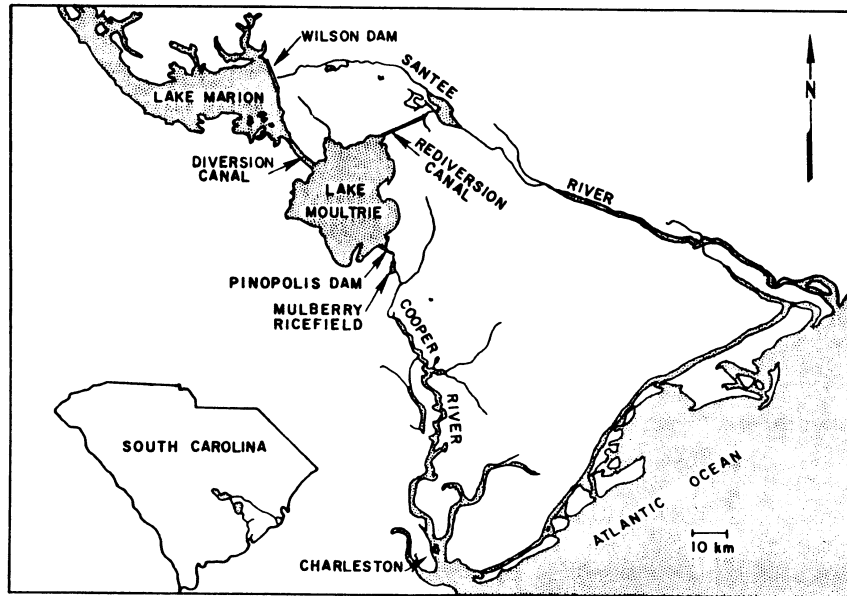 WILSON DAM
SANTEE
LAKE MARION
N
DIVERSION
CANAL
REDIVERSION
CANAL
LAKE
MOULTRIE
RIVER
PINOPOLIS DAM
MULBERRY
RICEFIELD
COOPER
RIVER
SOUTH CAROLINA
ATLANTIC OCEAN
10 km
CHARLESTON